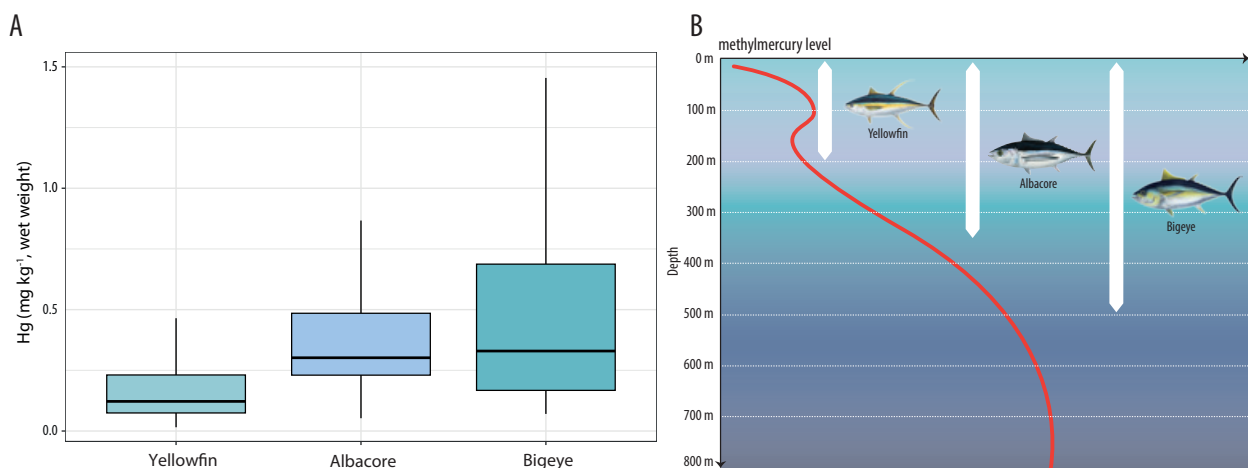 A
Hg (mg kg⁻¹, wet weight)
1.5
1.0
0.5
0.0
Yellowfin
Albacore
Bigeye
B
methylmercury level
0 m
100 m
200 m
300 m
400 m
500 m
600 m
700 m
800 m
Depth
Yellowfin
Albacore
Bigeye